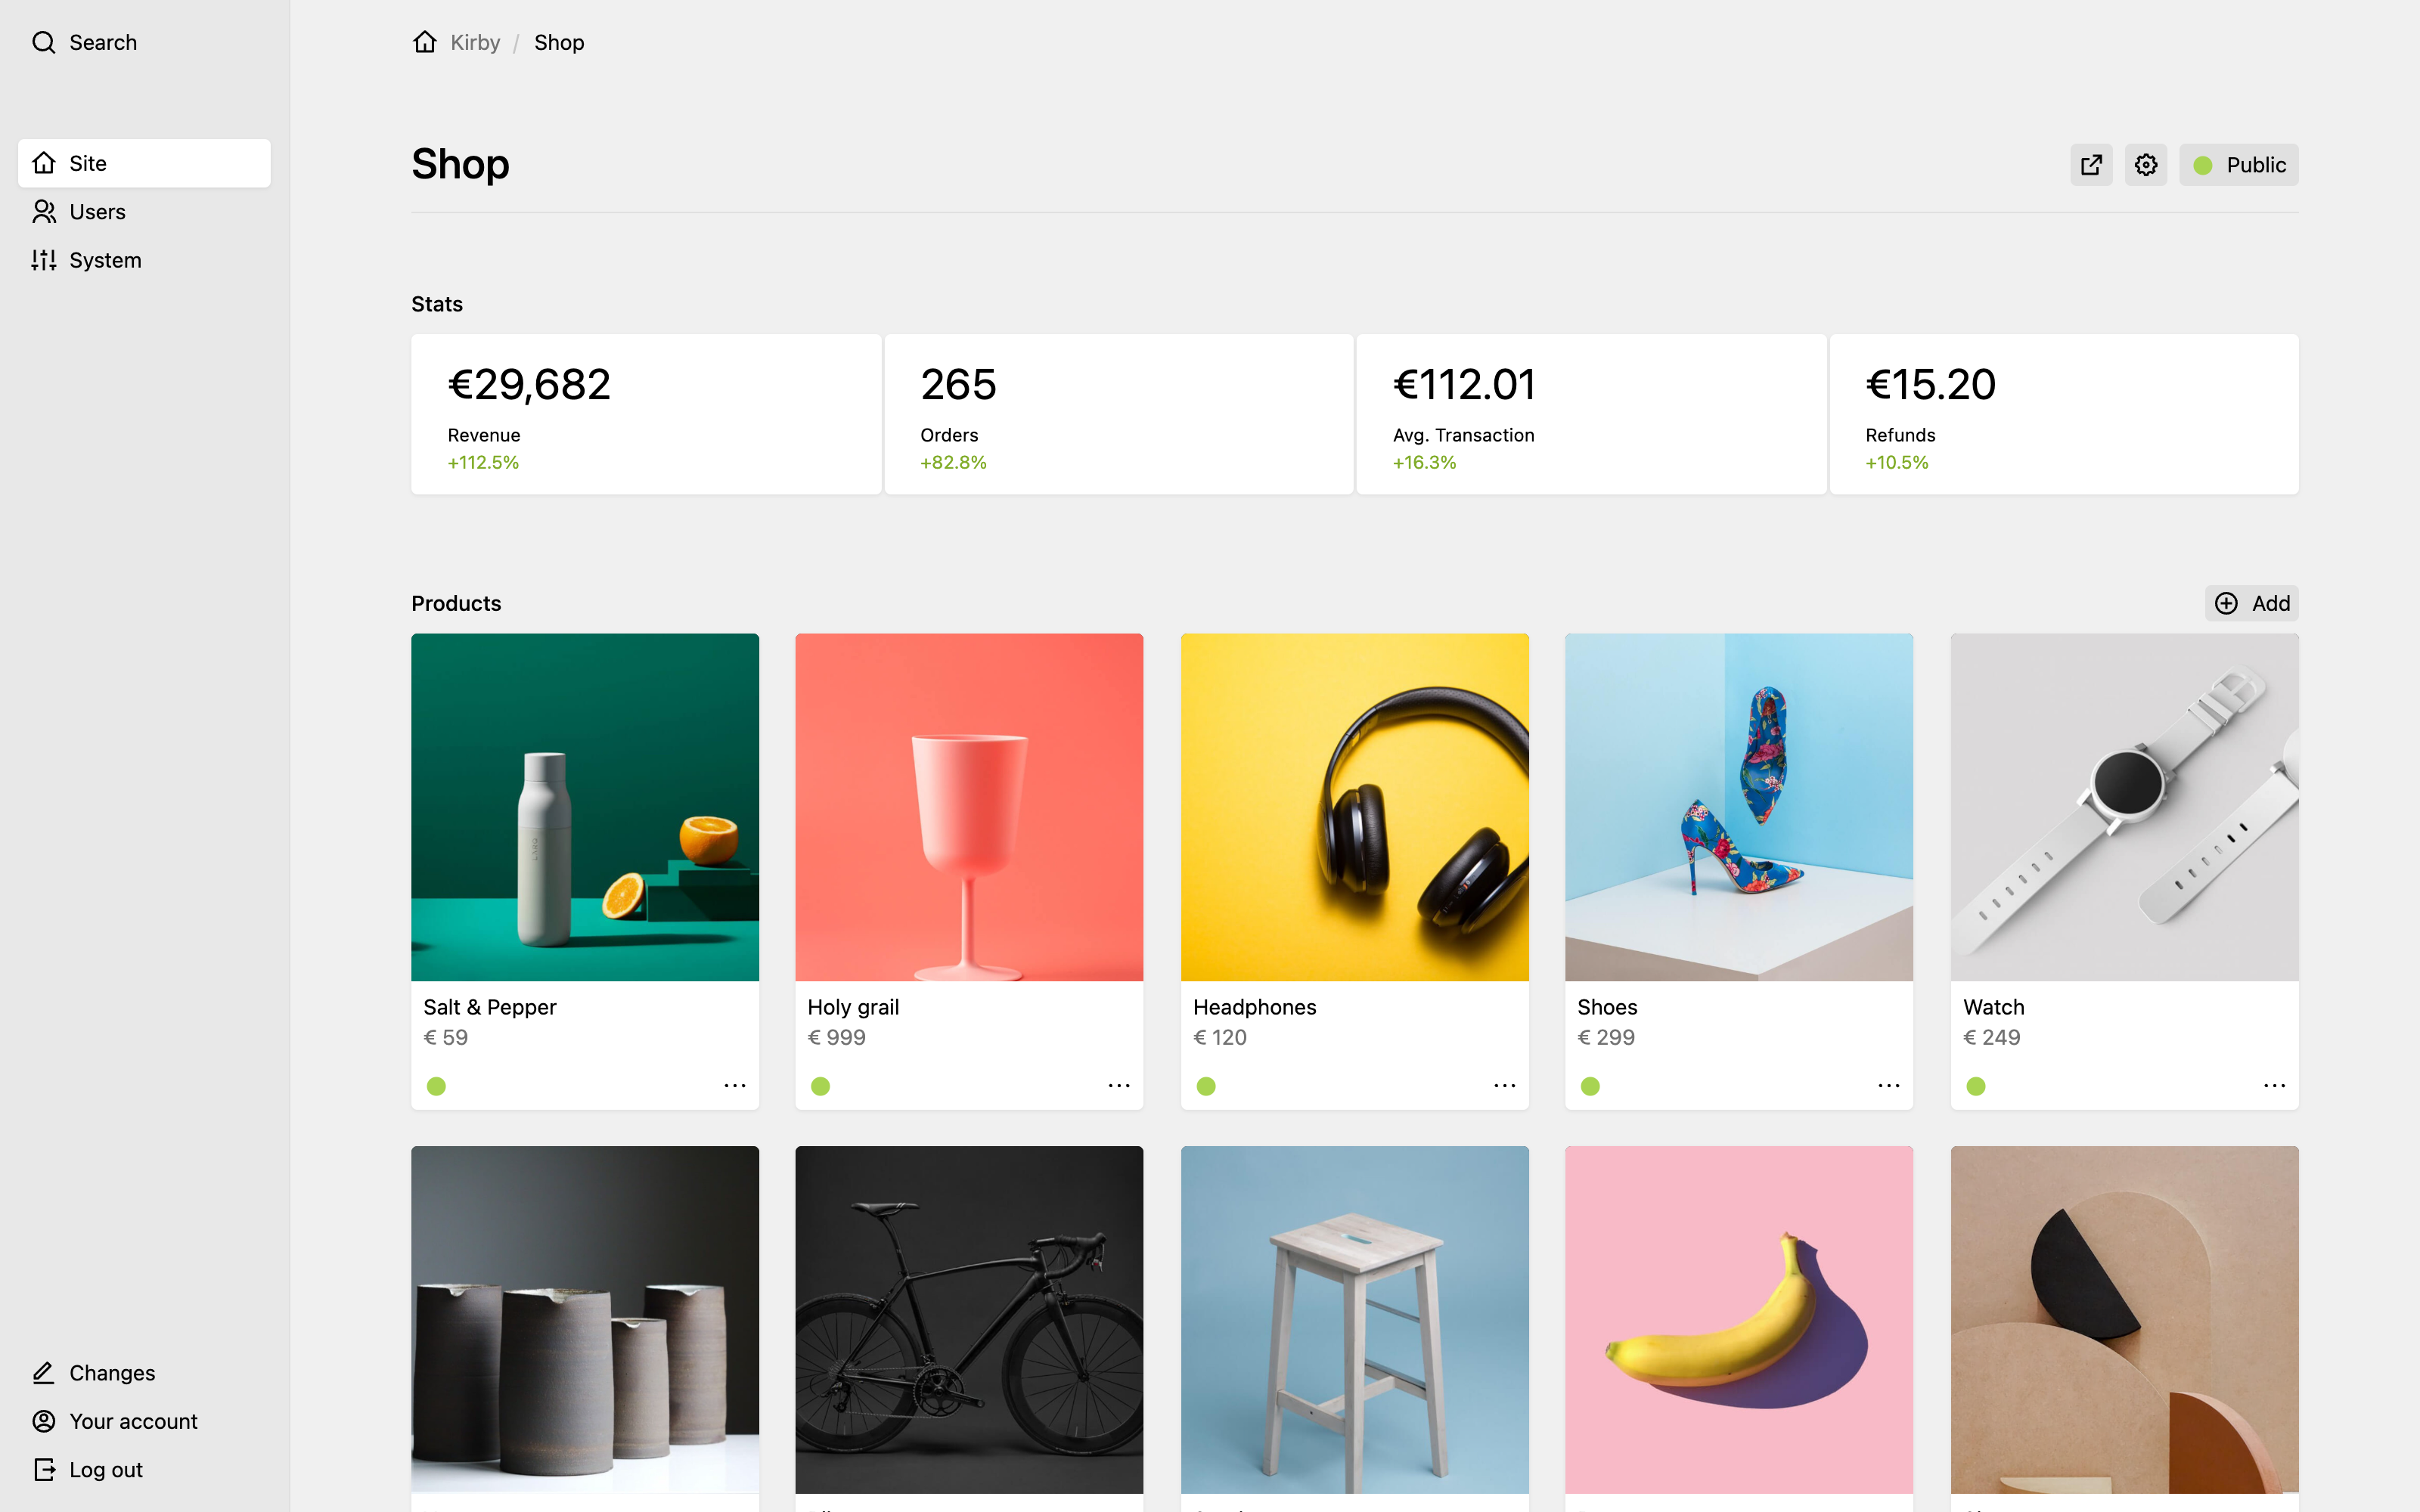 Search
Kirby / Shop
Site
Users
System
Shop
Public
Stats
€29,682
Revenue
+112.5%
265
Orders
+82.8%
€112.01
Avg. Transaction
+16.3%
€15.20
Refunds
+10.5%
Products
Add
Salt & Pepper
€ 59
Holy grail
€ 999
Headphones
€ 120
Shoes
€ 299
Watch
€ 249
Changes
Your account
Log out